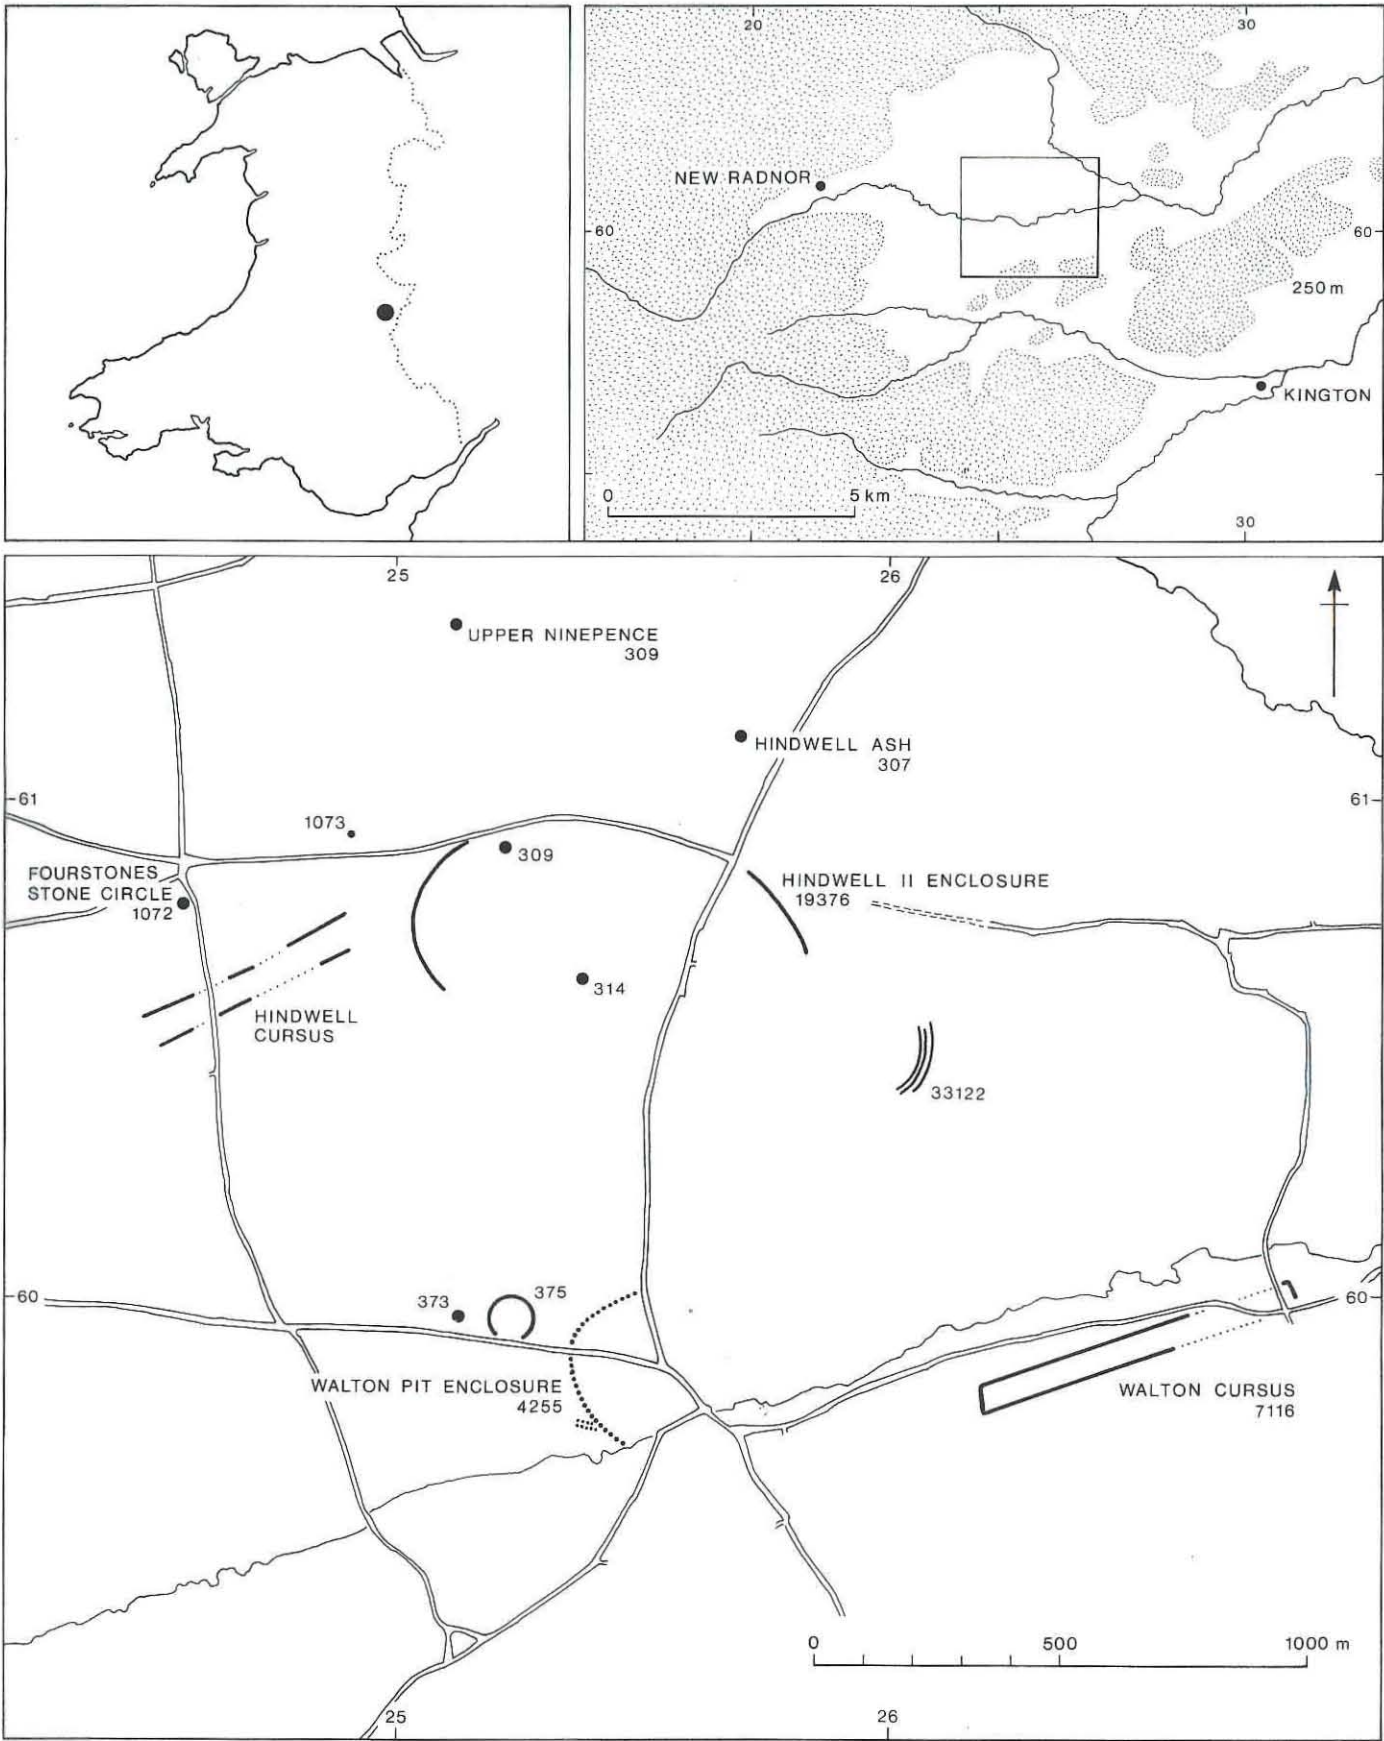 20
30
NEW RADNOR
60
60
250 m
KINGTON
0
5 km
30
25
26
UPPER NINEPENCE
309
HINDWELL ASH
307
61
61
1073
309
FOURSTONES
STONE CIRCLE
1072
HINDWELL II ENCLOSURE
19376
314
HINDWELL
CURSUS
33122
60
60
373
375
WALTON PIT ENCLOSURE
4255
WALTON CURSUS
7116
0
500
1000 m
25
26